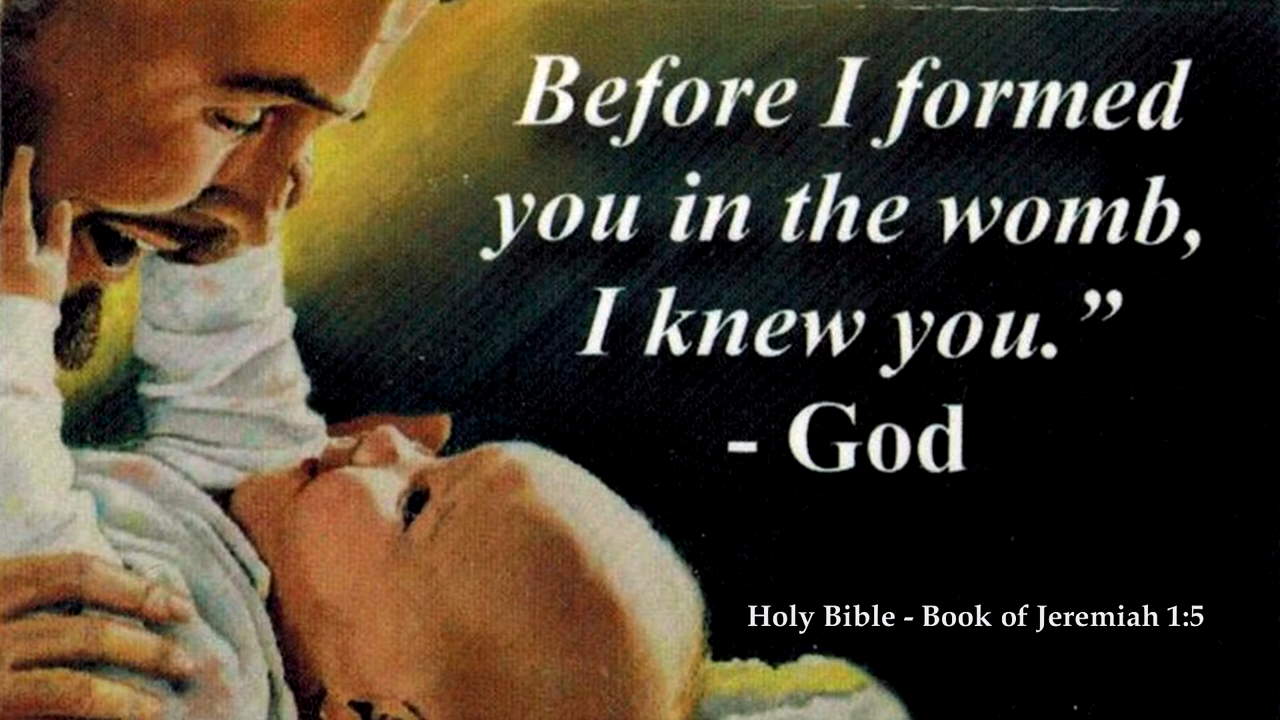 Before I formed
you in the womb,
I knew you.”
- God
Holy Bible - Book of Jeremiah 1:5